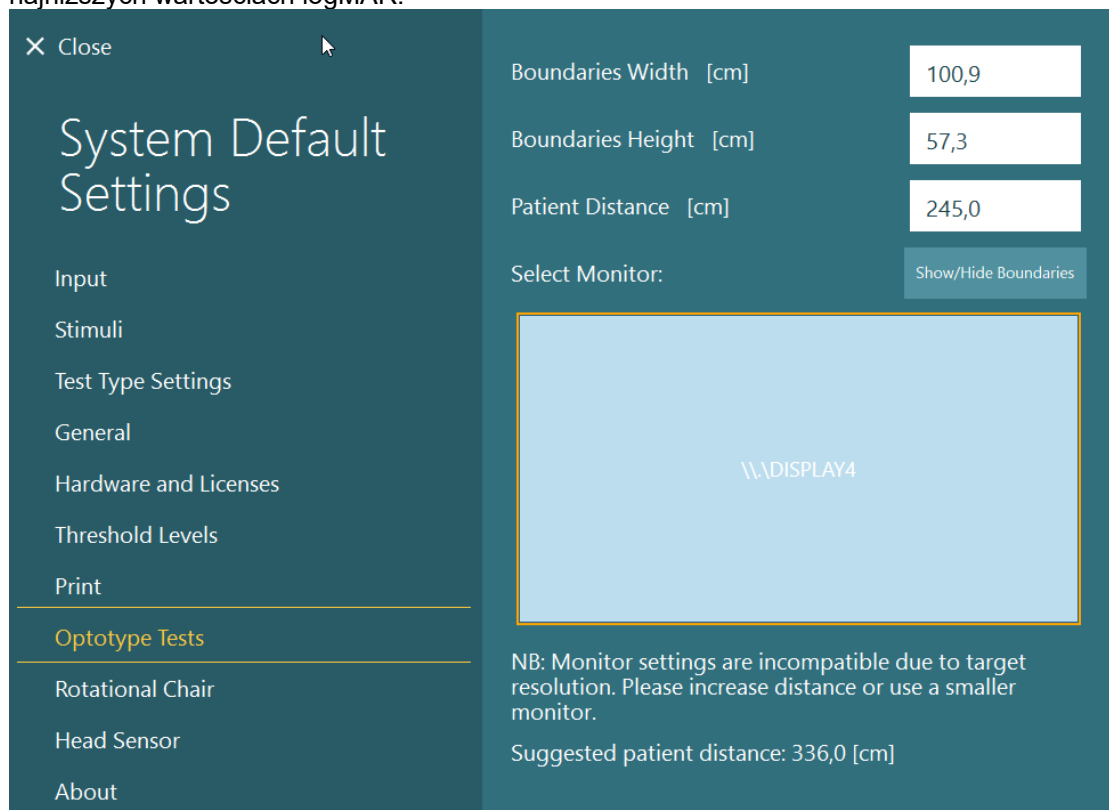 najniższych wartościach logMAR.
Close
System Default
Settings
Input
Stimuli
Test Type Settings
General
Hardware and Licenses
Threshold Levels
Print
Optotype Tests
Rotational Chair
Head Sensor
About
Boundaries Width [cm]
100,9
Boundaries Height [cm]
57,3
Patient Distance [cm]
245,0
Select Monitor:
Show/Hide Boundaries
\\.\DISPLAY4
NB: Monitor settings are incompatible due to target
resolution. Please increase distance or use a smaller
monitor.
Suggested patient distance: 336,0 [cm]